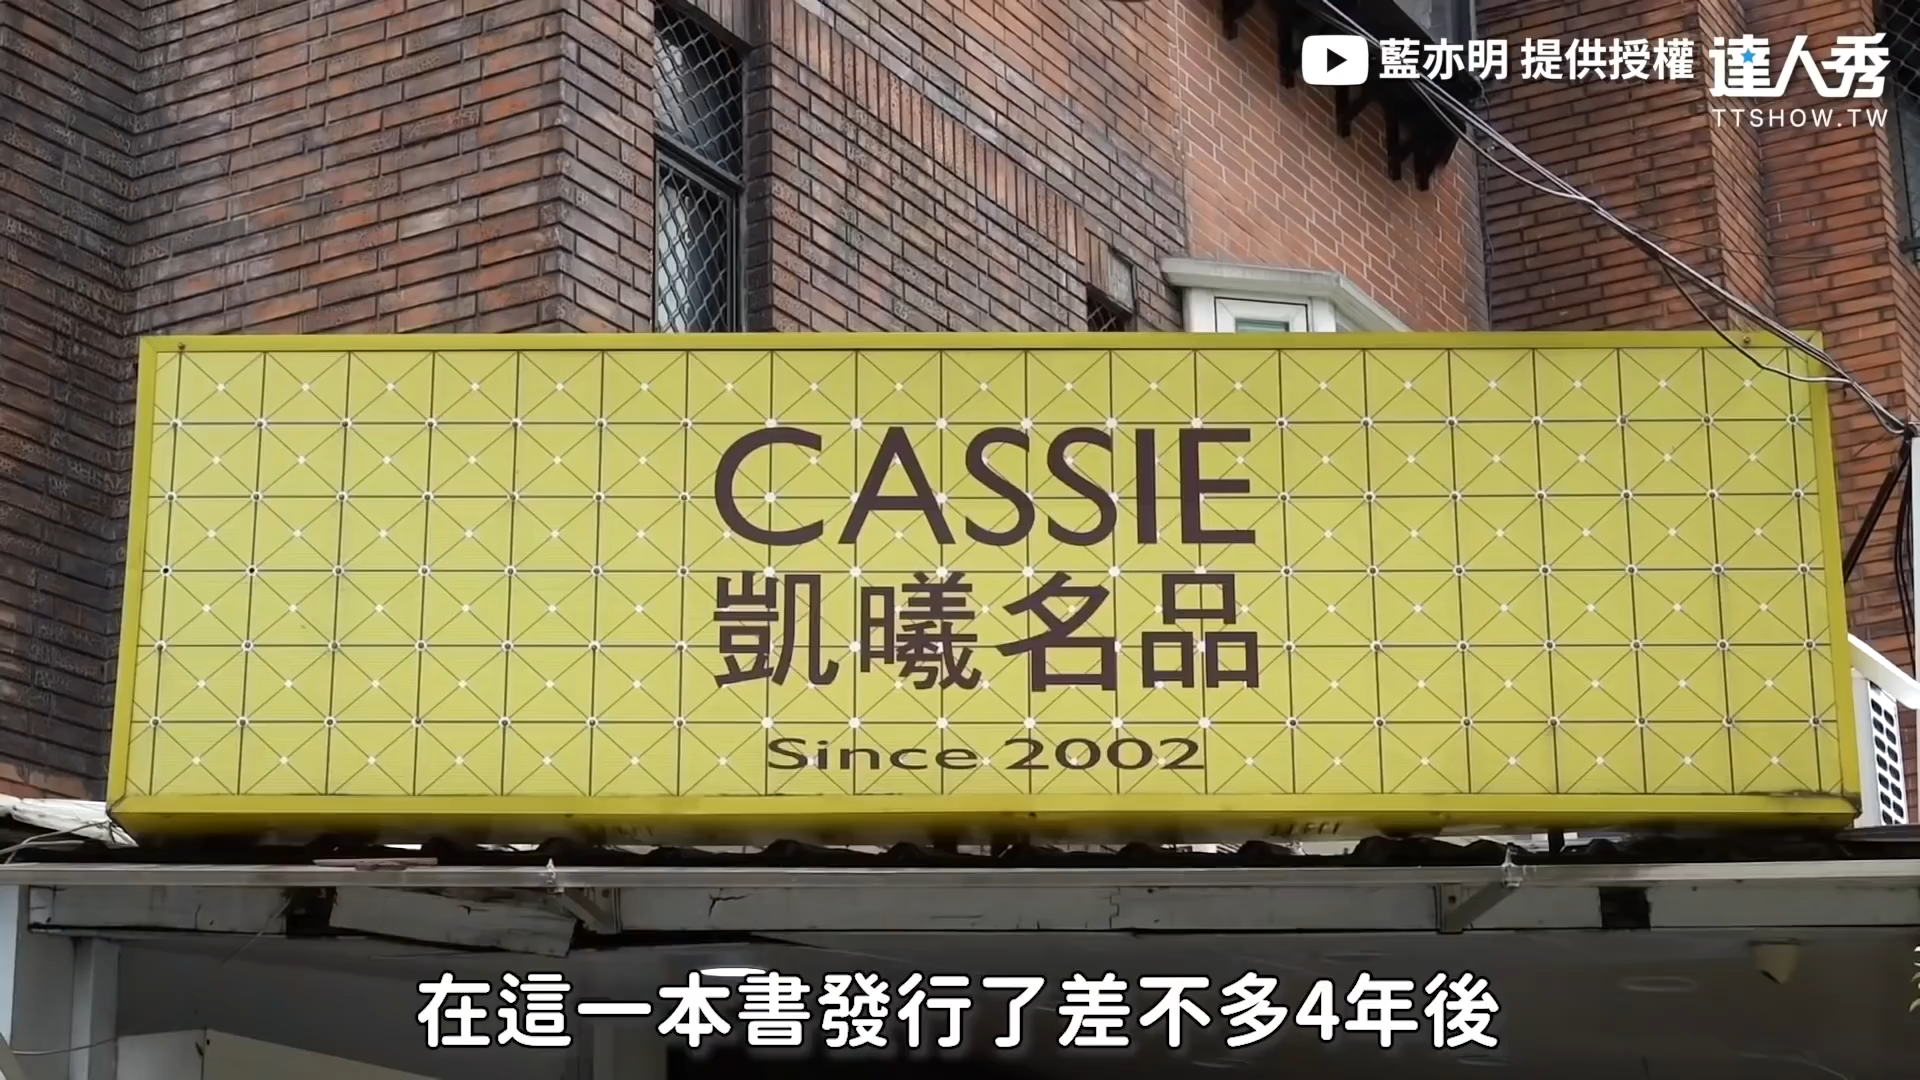 藍亦明 提供授權 達人秀
TTSHOW.TW
CASSIE
凱曦名品
Since 2002
在這一本書發行了差不多4年後